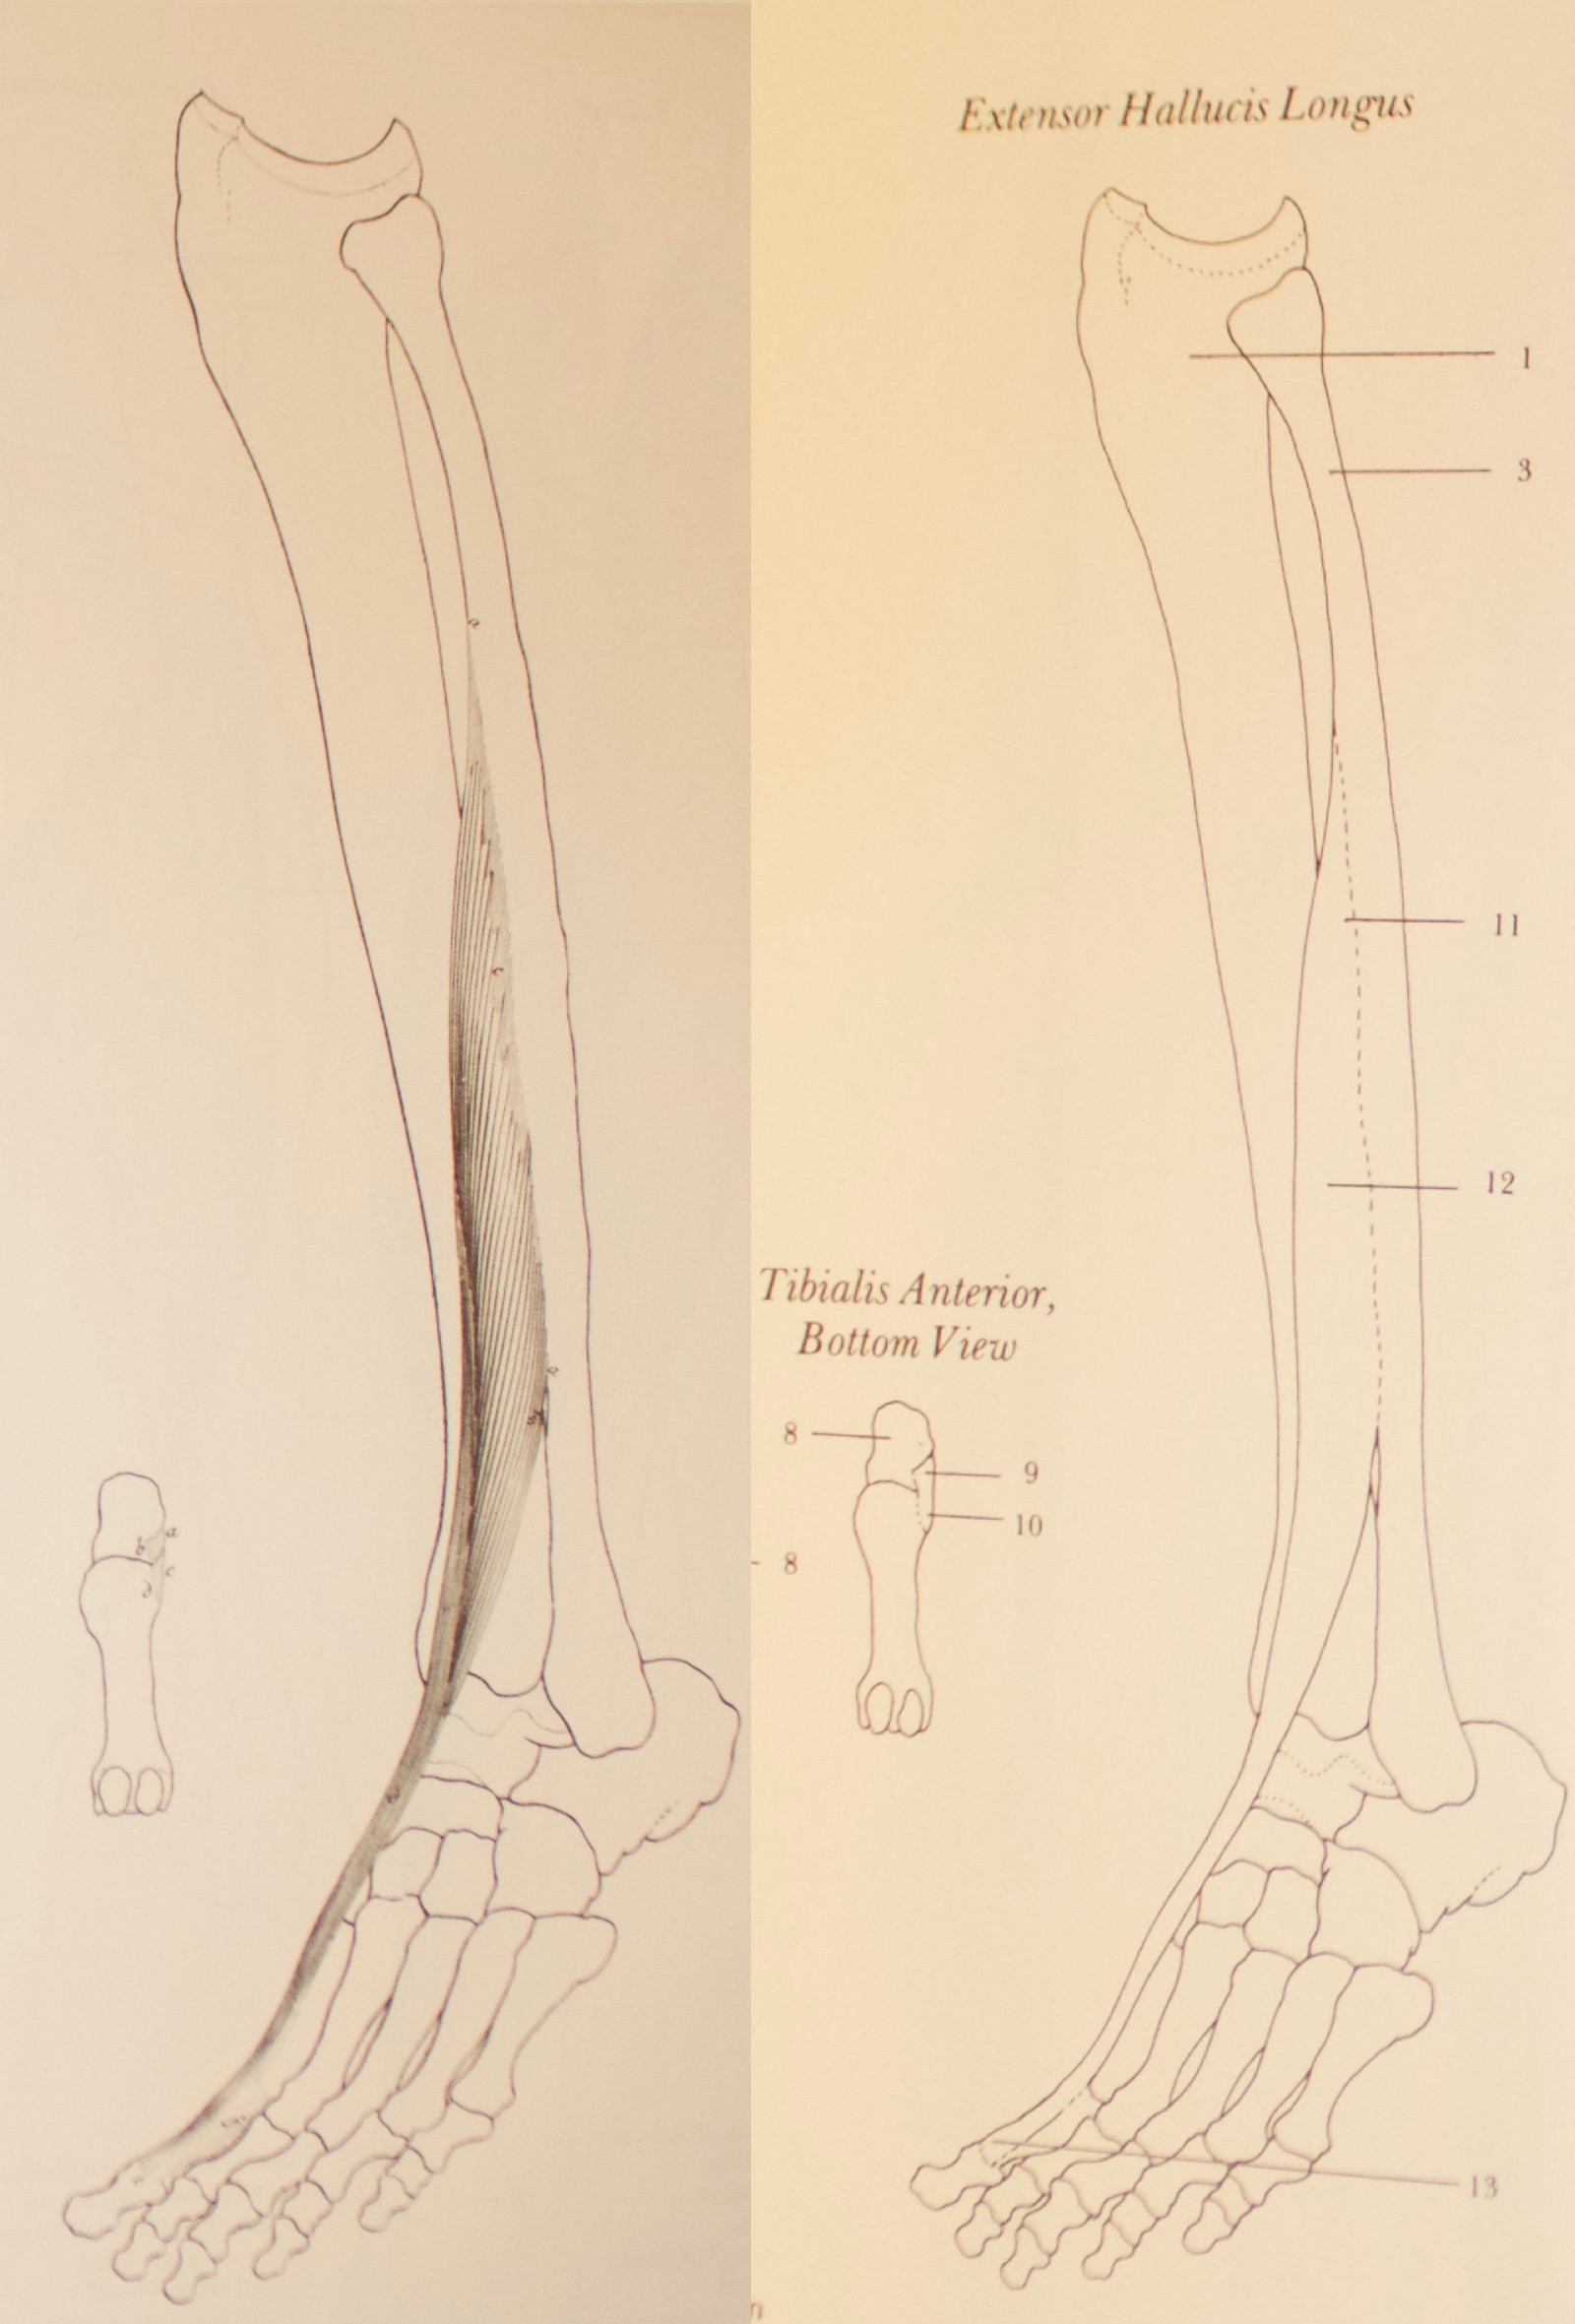 Extensor Hallucis Longus
1
3
11
12
Tibialis Anterior,
Bottom View
8
9
10
8
13
a
c
a
a
b
c